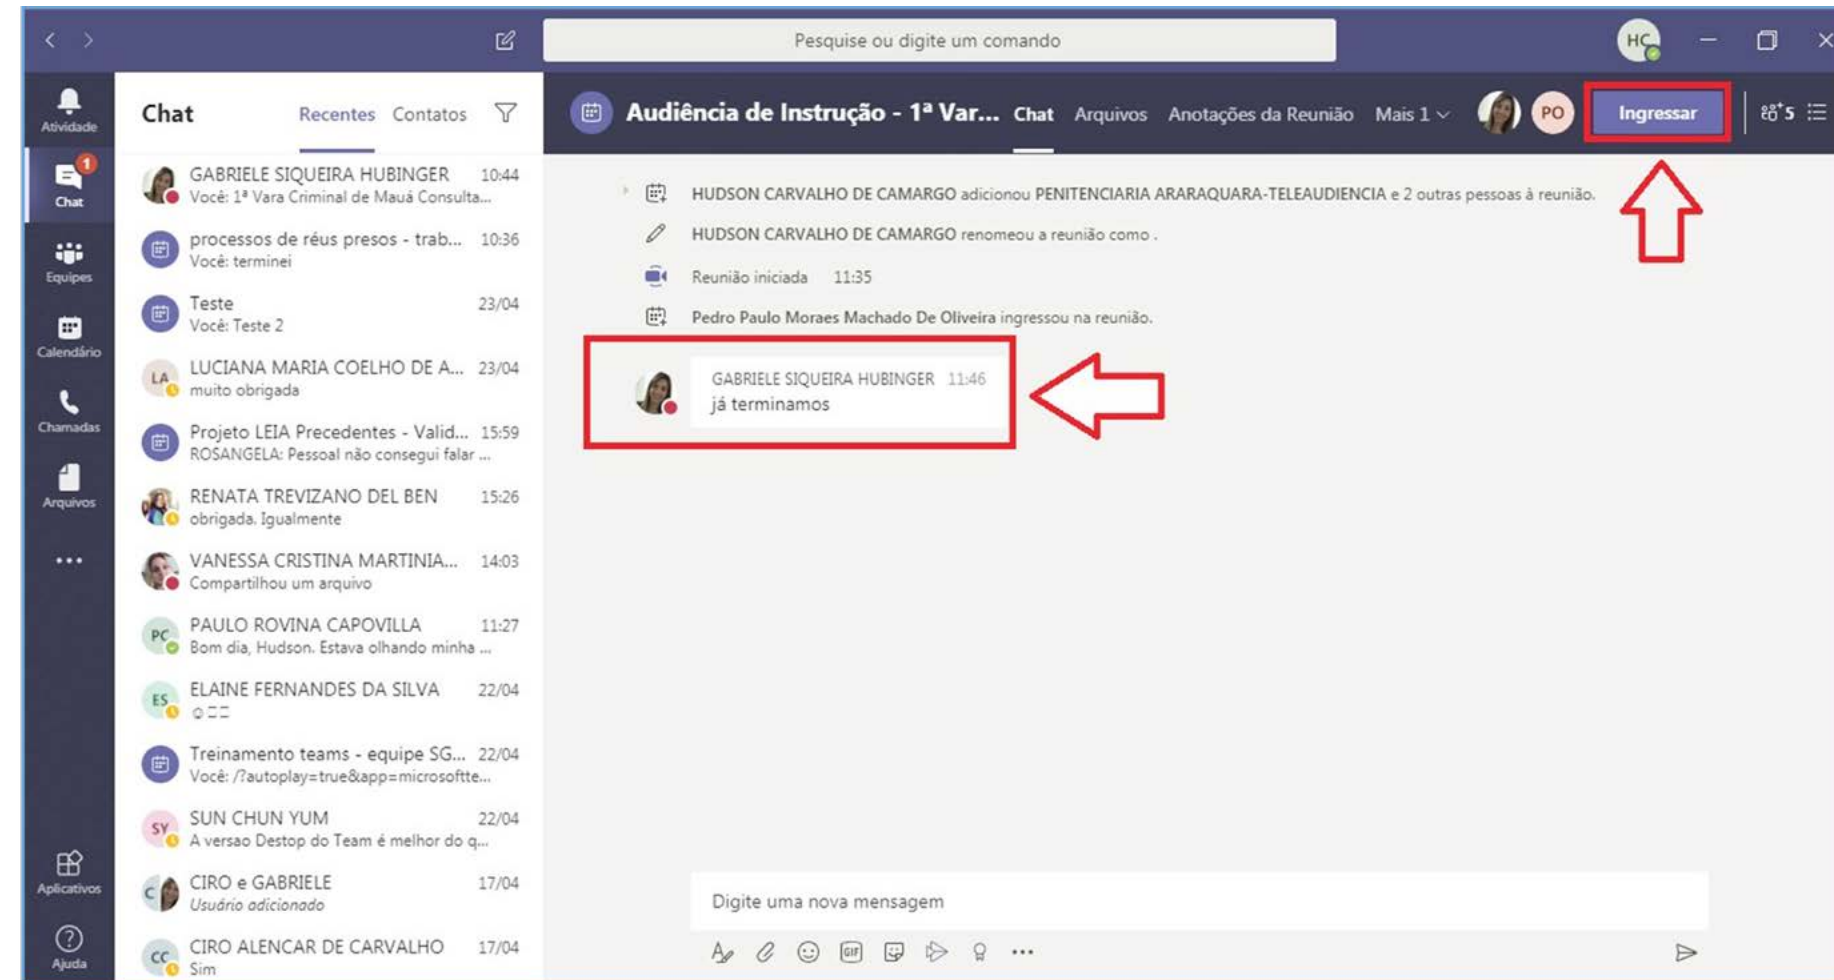 Pesquise ou digite um comando
HC
Atividade
Chat
Recentes
Contatos
Audiência de Instrução - 1ª Var...
Chat
Arquivos
Anotações da Reunião
Mais 1
PO
Ingressar
5
1
Chat
Equipes
Calendário
Chamadas
Arquivos
Aplicativos
Ajuda
GABRIELE SIQUEIRA HUBINGER 10:44
Você: 1ª Vara Criminal de Mauá Consulta...
processos de réus presos - trab... 10:36
Você: terminei
Teste 23/04
Você: Teste 2
LA
LUCIANA MARIA COELHO DE A... 23/04
muito obrigada
Projeto LEIA Precedentes - Valid... 15:59
ROSANGELA: Pessoal não consegui falar ...
RENATA TREVIZANO DEL BEN 15:26
obrigada. Igualmente
VANESSA CRISTINA MARTINIA... 14:03
Compartilhou um arquivo
PC
PAULO ROVINA CAPOVILLA 11:27
Bom dia, Hudson. Estava olhando minha ...
ES
ELAINE FERNANDES DA SILVA 22/04
Treinamento teams - equipe SG... 22/04
Você: /?autoplay=true&app=microsoftte...
SY
SUN CHUN YUM 22/04
A versao Destop do Team é melhor do q...
C
CIRO e GABRIELE 17/04
Usuário adicionado
CC
CIRO ALENCAR DE CARVALHO 17/04
Sim
HUDSON CARVALHO DE CAMARGO adicionou PENITENCIARIA ARARAQUARA-TELEAUDIENCIA e 2 outras pessoas à reunião.
HUDSON CARVALHO DE CAMARGO renomeou a reunião como .
Reunião iniciada 11:35
Pedro Paulo Moraes Machado De Oliveira ingressou na reunião.
GABRIELE SIQUEIRA HUBINGER 11:46
já terminamos
Digite uma nova mensagem
GIF